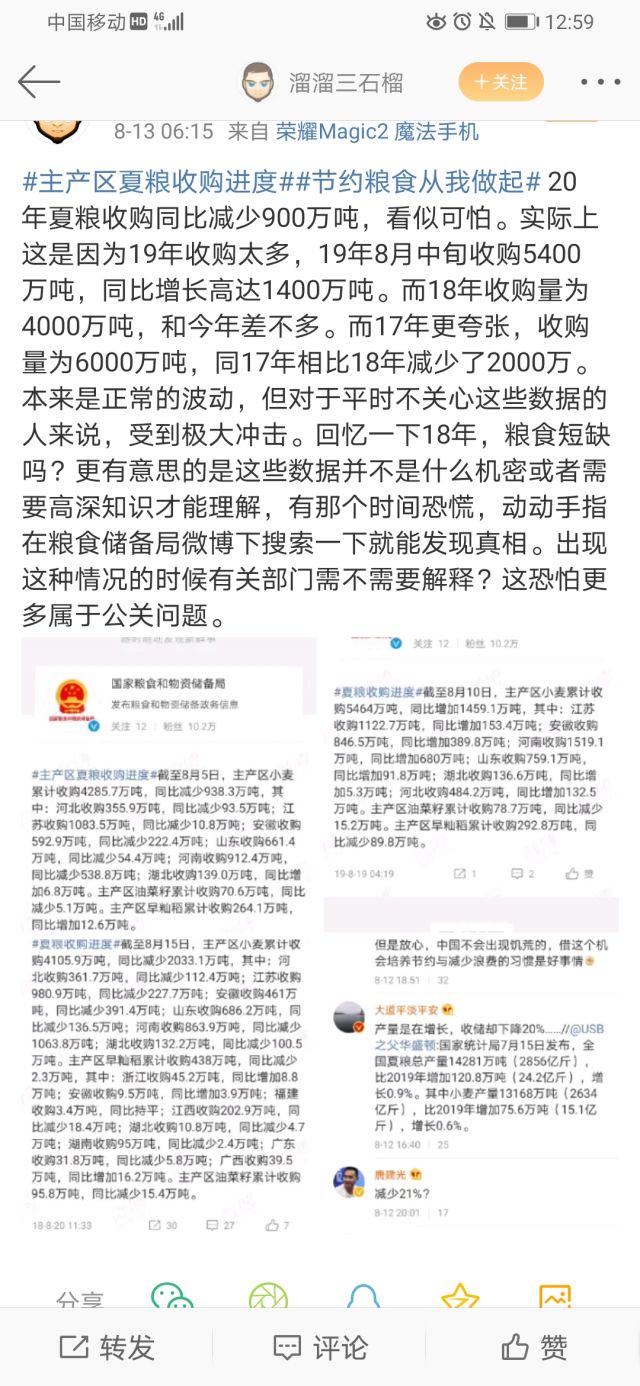 中国移动 HD 4G 12:59
溜溜三石榴
+关注
8-13 06:15 来自 荣耀Magic2 魔法手机
#主产区夏粮收购进度##节约粮食从我做起# 20
年夏粮收购同比减少900万吨，看似可怕。实际上
这是因为19年收购太多，19年8月中旬收购5400
万吨，同比增长高达1400万吨。而18年收购量为
4000万吨，和今年差不多。而17年更夸张，收购
量为6000万吨，同17年相比18年减少了2000万。
本来是正常的波动，但对于平时不关心这些数据的
人来说，受到极大冲击。回忆一下18年，粮食短缺
吗？更有意思的是这些数据并不是什么机密或者需
要高深知识才能理解，有那个时间恐慌，动动手指
在粮食储备局微博下搜索一下就能发现真相。出现
这种情况的时候有关部门需不需要解释？这恐怕更
多属于公关问题。
国家粮食和物资储备局
发布粮食和物资储备政务信息
关注 12 | 粉丝 10.2万
#主产区夏粮收购进度#截至8月5日，主产区小麦
累计收购4285.7万吨，同比减少938.3万吨，其
中：河北收购355.9万吨，同比减少93.5万吨；江
苏收购1083.5万吨，同比减少10.8万吨；安徽收购
592.9万吨，同比减少222.4万吨；山东收购661.4
万吨，同比减少54.4万吨；河南收购912.4万吨，
同比减少538.8万吨；湖北收购139.0万吨，同比增
加6.8万吨。主产区油菜籽累计收购70.6万吨，同比
减少5.1万吨。主产区早籼稻累计收购264.1万吨，
同比增加12.6万吨。
#夏粮收购进度#截至8月15日，主产区小麦累计收
购4105.9万吨，同比减少2033.1万吨，其中：河
北收购361.7万吨，同比减少112.4万吨；江苏收购
980.9万吨，同比减少227.7万吨；安徽收购461万
吨，同比减少391.4万吨；山东收购686.2万吨，同
比减少136.5万吨；河南收购863.9万吨，同比减少
1063.8万吨；湖北收购132.2万吨，同比减少100.5
万吨。主产区早籼稻累计收购438万吨，同比减少
2.3万吨，其中：浙江收购45.2万吨，同比增加8.8
万吨；安徽收购9.5万吨，同比增加3.9万吨；福建
收购3.4万吨，同比持平；江西收购202.9万吨，同
比减少18.4万吨；湖北收购10.8万吨，同比减少4.7
万吨；湖南收购95万吨，同比减少2.4万吨；广东
收购31.8万吨，同比减少5.8万吨；广西收购39.5
万吨，同比增加16.2万吨。主产区油菜籽累计收购
95.8万吨，同比减少15.4万吨。
18-8-20 11:33 30 27 7
关注 12 | 粉丝 10.2万
#夏粮收购进度#截至8月10日，主产区小麦累计收
购5464万吨，同比增加1459.1万吨，其中：江苏
收购1122.7万吨，同比增加153.4万吨；安徽收购
846.5万吨，同比增加389.8万吨；河南收购1519.1
万吨，同比增加680万吨；山东收购759.1万吨，
同比增加91.8万吨；湖北收购136.6万吨，同比增
加5.3万吨；河北收购484.2万吨，同比增加132.5
万吨。主产区油菜籽累计收购78.7万吨，同比减少
15.2万吨。主产区早籼稻累计收购292.8万吨，同
比减少89.8万吨。
19-8-19 04:19 1 2 赞
但是放心，中国不会出现饥荒的，借这个机
会培养节约与减少浪费的习惯是好事情
8-12 18:51 | 32
大道平淡平安
产量是在增长，收储却下降20%.....//@USB
之父华盛顿:国家统计局7月15日发布，全
国夏粮总产量14281万吨（2856亿斤），
比2019年增加120.8万吨（24.2亿斤），增
长0.9%。其中小麦产量13168万吨（2634
亿斤），比2019年增加75.6万吨（15.1亿
斤），增长0.6%。
8-12 16:40 | 25
唐建光
减少21%?
8-12 20:01 | 17
分享
转发 评论 赞